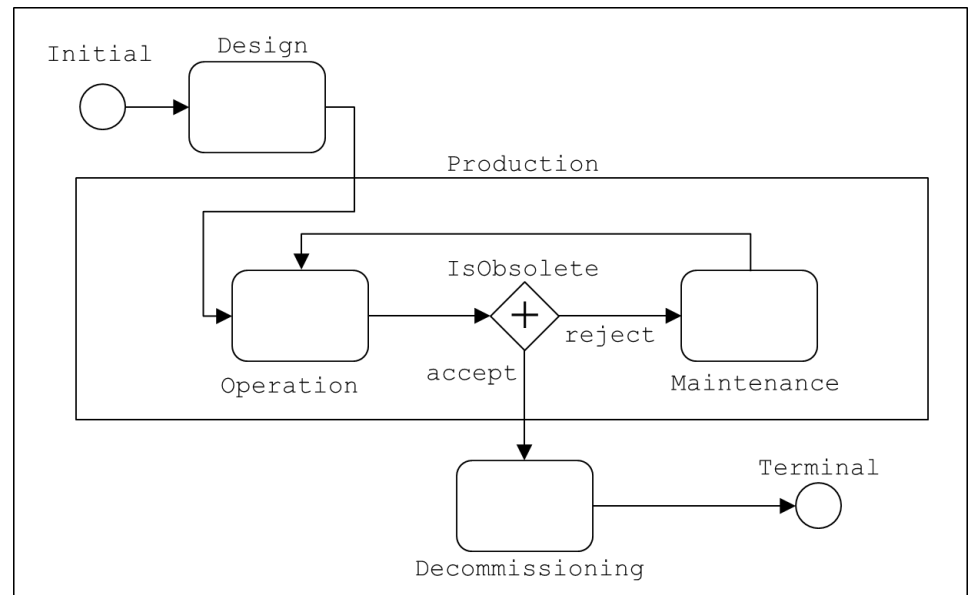 Design
Initial
Production
IsObsolete
reject
accept
Operation
Maintenance
Terminal
Decommissioning